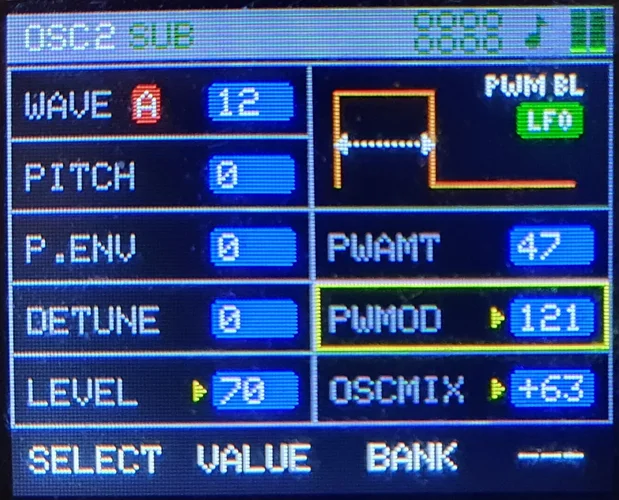 OSC2 SUB
WAVE A 12
PWM BL
LFO
PITCH 0
P.ENV 0
PWAMT 47
DETUNE 0
PWMOD 121
LEVEL 70
OSCMIX +63
SELECT VALUE BANK ---